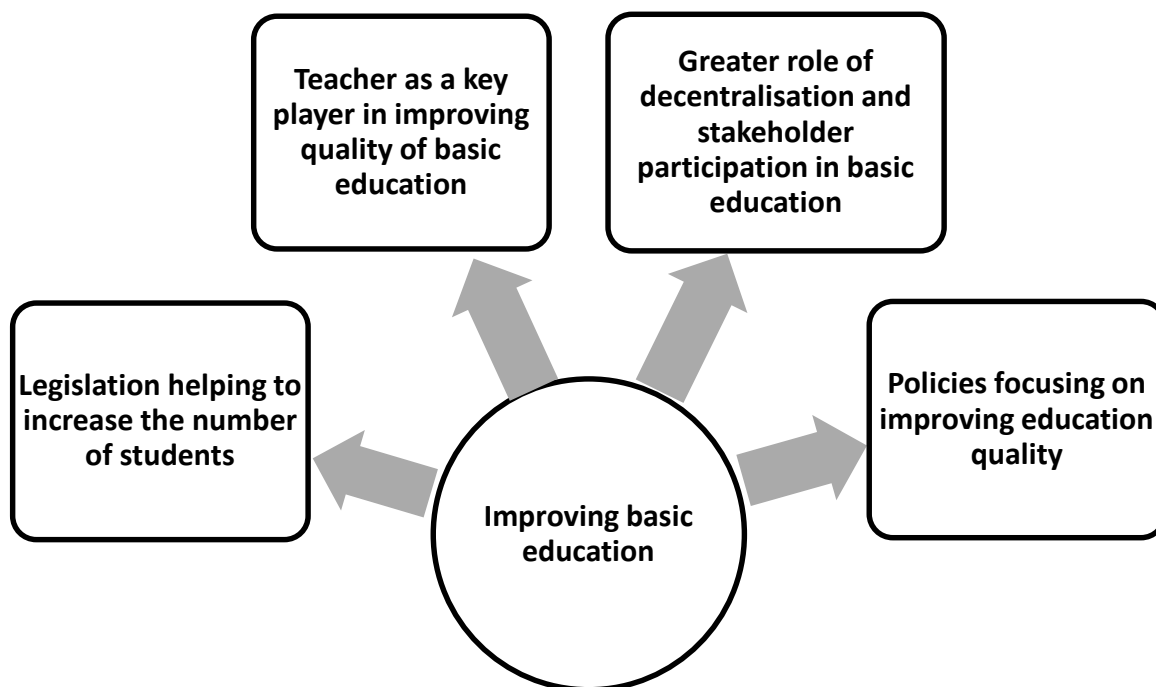 Teacher as a key
player in improving
quality of basic
education
Greater role of
decentralisation and
stakeholder
participation in basic
education
Legislation helping to
increase the number
of students
Policies focusing on
improving education
quality
Improving basic
education